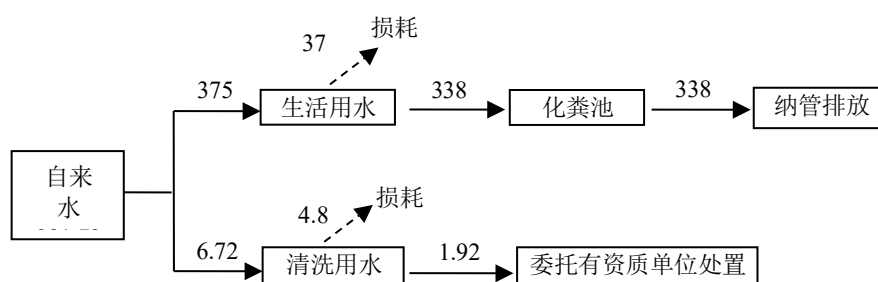 损耗
37
375
生活用水
338
化粪池
338
纳管排放
自来
水
损耗
4.8
6.72
清洗用水
1.92
委托有资质单位处置